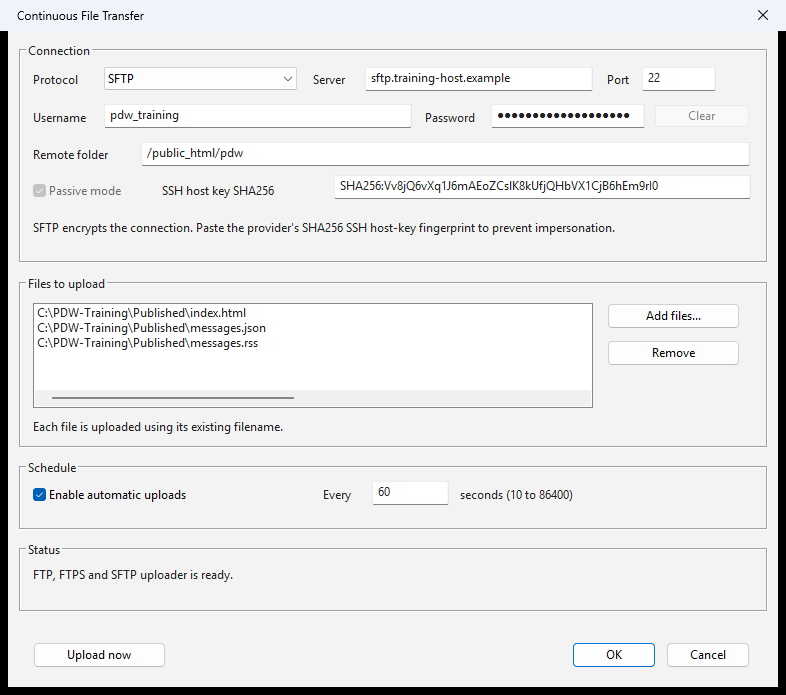 Continuous File Transfer
Connection
Protocol SFTP Server sftp.training-host.example Port 22
Username pdw_training Password ●●●●●●●●●●●●●●●●●●● Clear
Remote folder /public_html/pdw
Passive mode SSH host key SHA256 SHA256:Vv8jQ6vXq1J6mAEoZCsIK8kUfjQHbVX1CjB6hEm9rI0
SFTP encrypts the connection. Paste the provider's SHA256 SSH host-key fingerprint to prevent impersonation.
Files to upload
C:\PDW-Training\Published\index.html
C:\PDW-Training\Published\messages.json
C:\PDW-Training\Published\messages.rss
Add files...
Remove
Each file is uploaded using its existing filename.
Schedule
Enable automatic uploads Every 60 seconds (10 to 86400)
Status
FTP, FTPS and SFTP uploader is ready.
Upload now OK Cancel